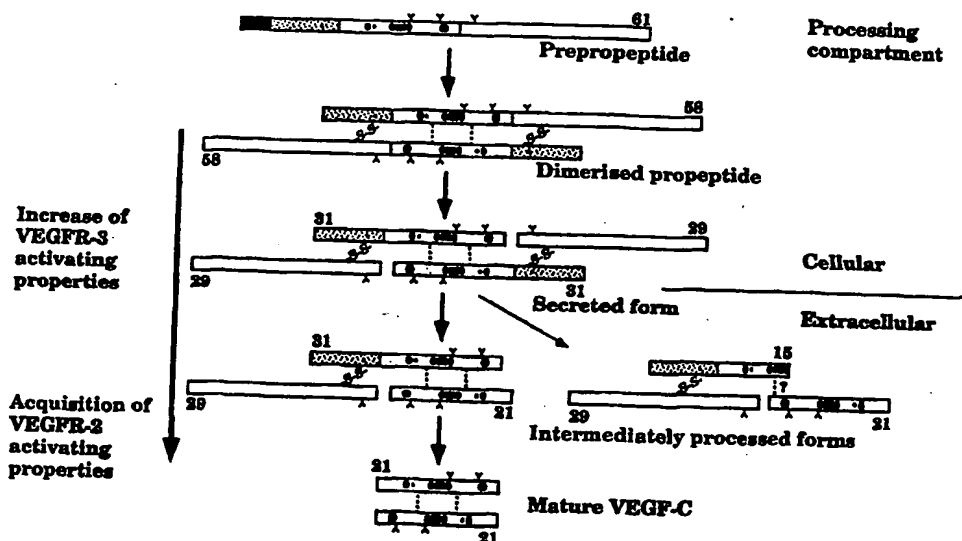 61
Processing
compartment
Prepropeptide
58
S S
S S
58
Dimerised propeptide
Increase of
VEGFR-3
activating
properties
31
29
S S
S S
29
31
Cellular
Secreted form
Extracellular
31
15
S S
S S
?
29
21
29
21
Intermediately processed forms
Acquisition of
VEGFR-2
activating
properties
21
Mature VEGF-C
21